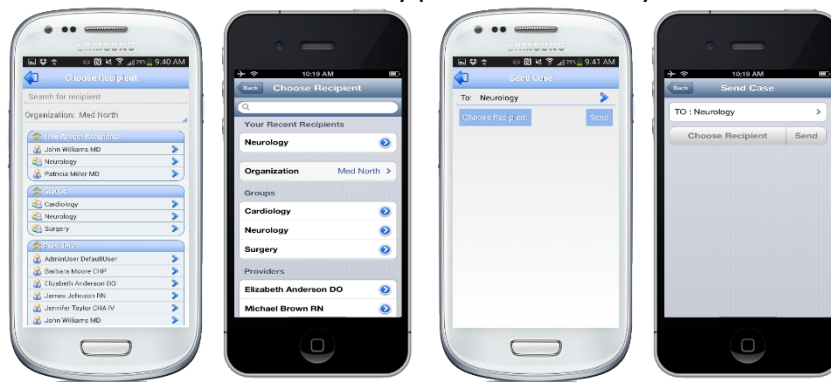 SAMSUNG
9:40 AM
Choose Recipient
Search for recipient
Organization: Med North
Your Recent Recipients
John Williams MD
Neurology
Patricia Miller MD
Groups
Cardiology
Neurology
Surgery
Providers
AdminUser DefaultUser
Barbara Moore CHP
Elizabeth Anderson DO
James Johnson RN
Jennifer Taylor CHA IV
John Williams MD
10:19 AM
Back Choose Recipient
Your Recent Recipients
Neurology
Organization Med North >
Groups
Cardiology
Neurology
Surgery
Providers
Elizabeth Anderson DO
Michael Brown RN
SAMSUNG
9:41 AM
Send Case
To: Neurology
Choose Recipient Send
10:19 AM
Back Send Case
TO : Neurology >
Choose Recipient Send